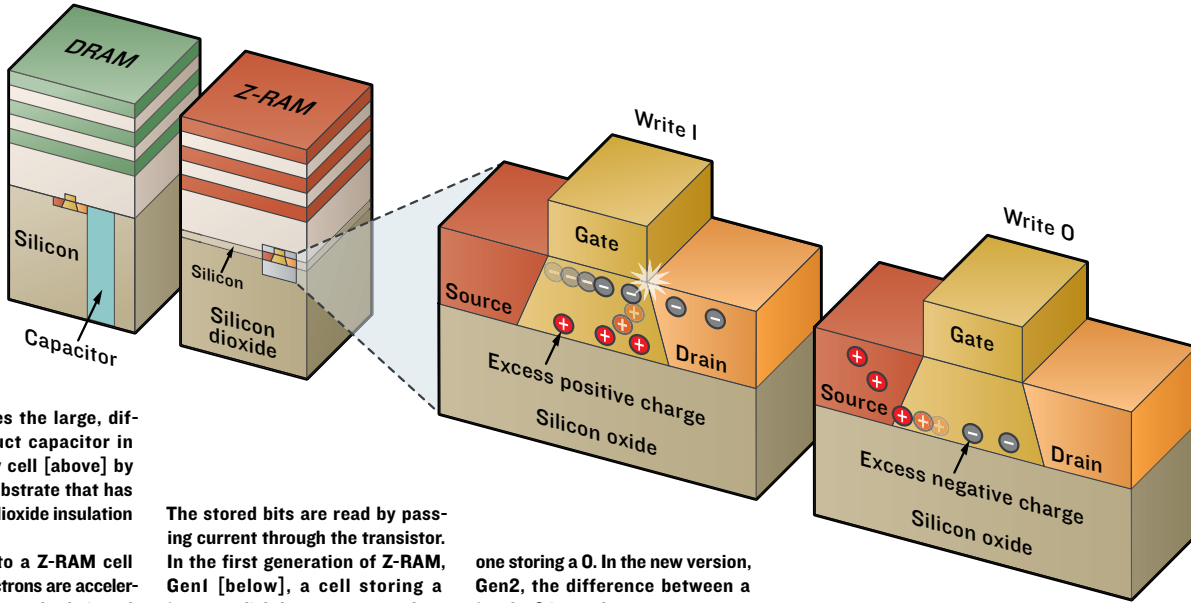 DRAM
Z-RAM
Silicon
Capacitor
Silicon
Silicon
dioxide
Write I
Gate
Source
Drain
Excess positive charge
Silicon oxide
Write O
Gate
Source
Drain
Excess negative charge
Silicon oxide
es the large, dif-
uct capacitor in
cell [above] by
bstrate that has
dioxide insulation
to a Z-RAM cell
ctrons are acceler-
The stored bits are read by pass-
ing current through the transistor.
In the first generation of Z-RAM,
Gen1 [below], a cell storing a
one storing a 0. In the new version,
Gen2, the difference between a